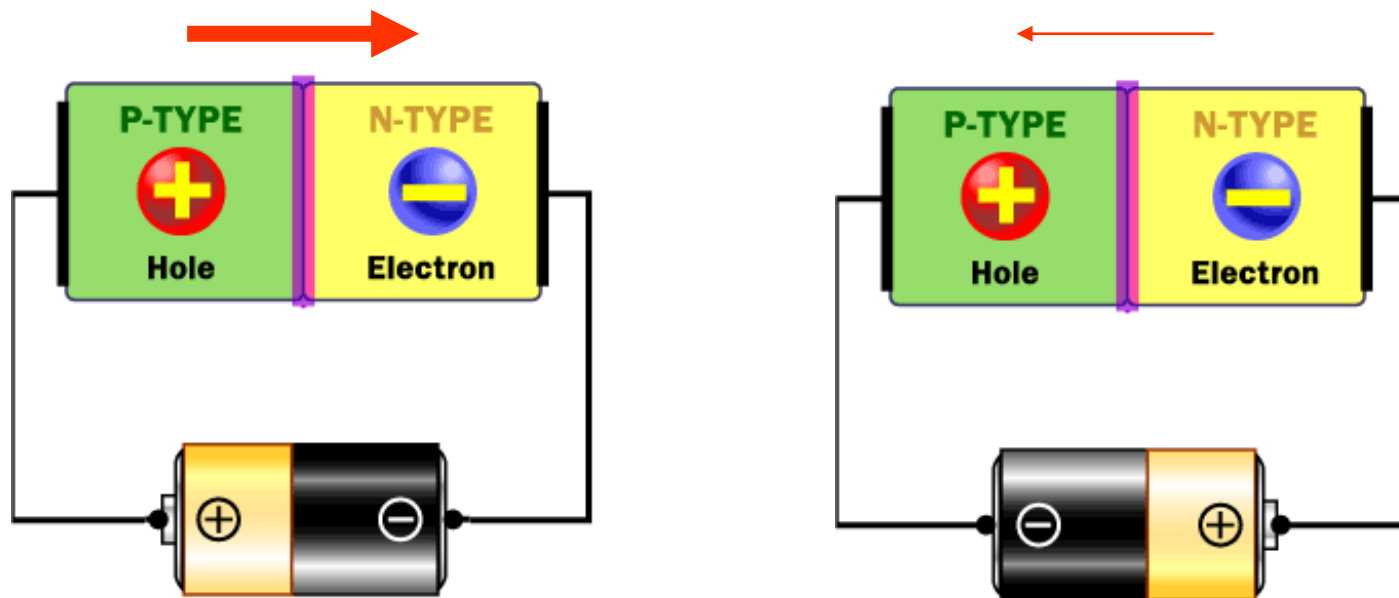 P-TYPE N-TYPE
+ −
Hole Electron
+ −
P-TYPE N-TYPE
+ −
Hole Electron
− +